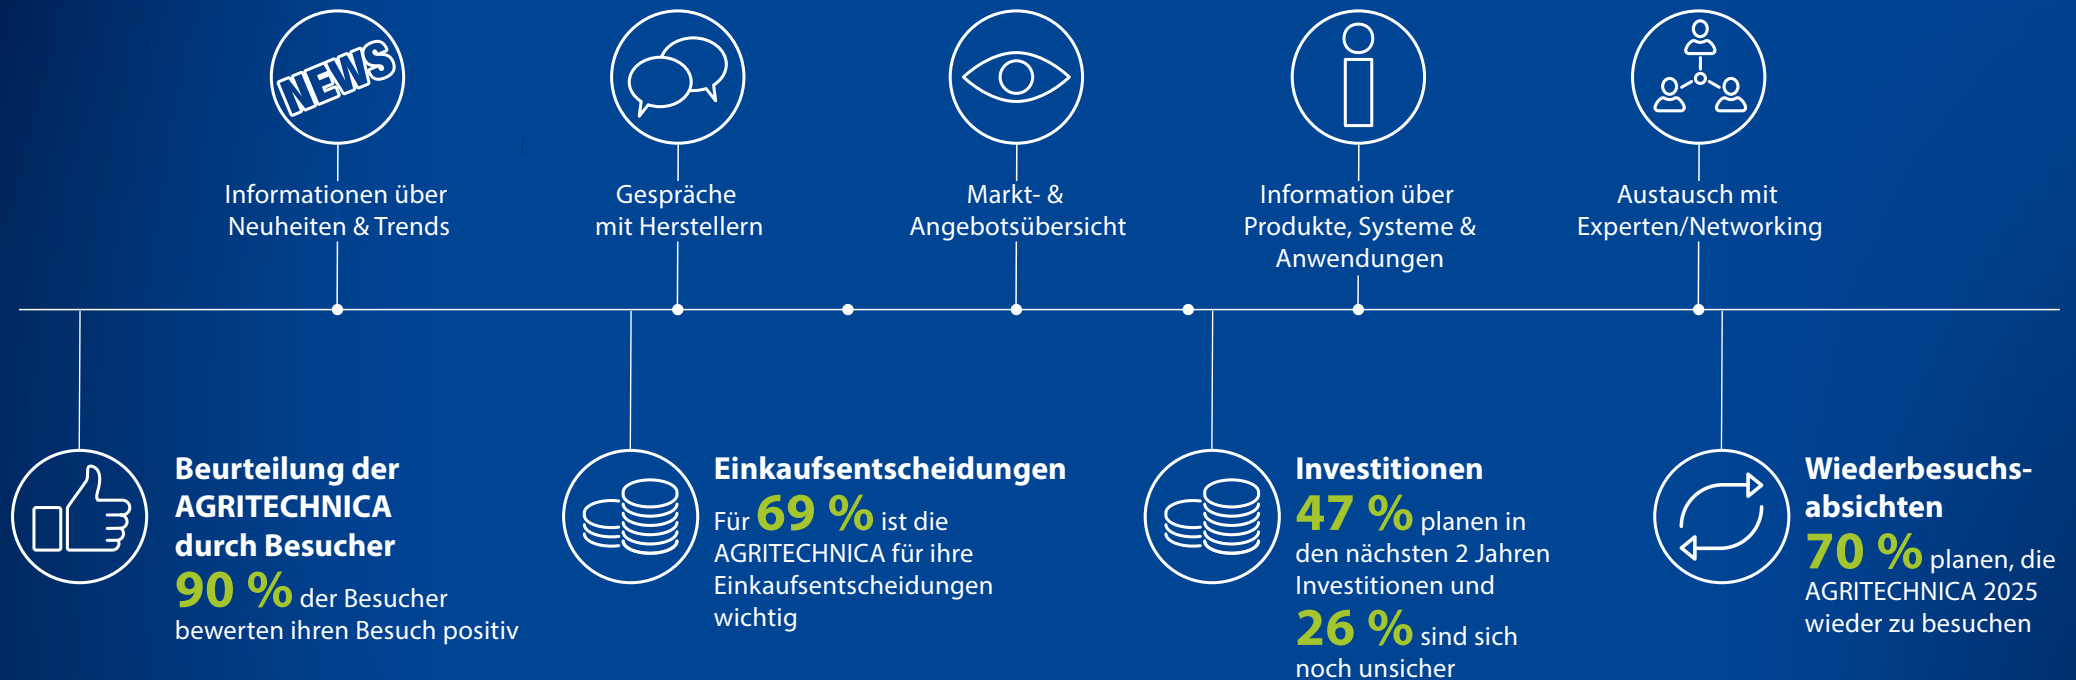 NEWS
Informationen über
Neuheiten & Trends
Gespräche
mit Herstellern
Markt- &
Angebotsübersicht
Information über
Produkte, Systeme &
Anwendungen
Austausch mit
Experten/Networking
Beurteilung der
AGRITECHNICA
durch Besucher
90 % der Besucher
bewerten ihren Besuch positiv
Einkaufsentscheidungen
Für 69 % ist die
AGRITECHNICA für ihre
Einkaufsentscheidungen
wichtig
Investitionen
47 % planen in
den nächsten 2 Jahren
Investitionen und
26 % sind sich
noch unsicher
Wiederbesuchs-
absichten
70 % planen, die
AGRITECHNICA 2025
wieder zu besuchen